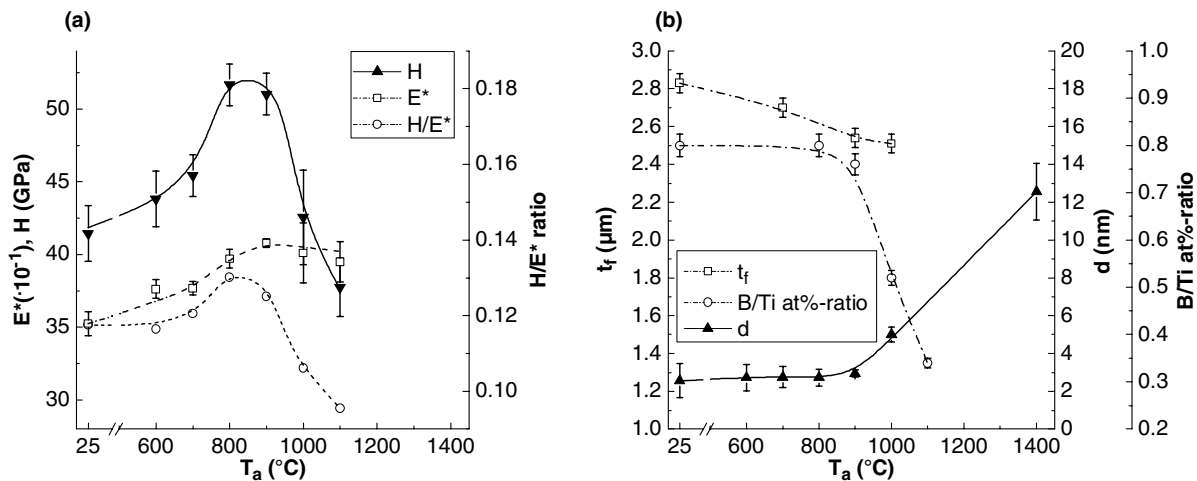 (a)
(b)
H
E*
H/E*
50
45
40
35
30
E*(·10⁻¹), H (GPa)
0.18
0.16
0.14
0.12
0.10
H/E* ratio
25 600 800 1000 1200 1400
Tₐ (°C)
3.0
2.8
2.6
2.4
2.2
2.0
1.8
1.6
1.4
1.2
1.0
t_f (µm)
t_f
B/Ti at%-ratio
d
20
18
16
14
12
10
8
6
4
2
0
d (nm)
1.0
0.9
0.8
0.7
0.6
0.5
0.4
0.3
0.2
B/Ti at%-ratio
25 600 800 1000 1200 1400
Tₐ (°C)